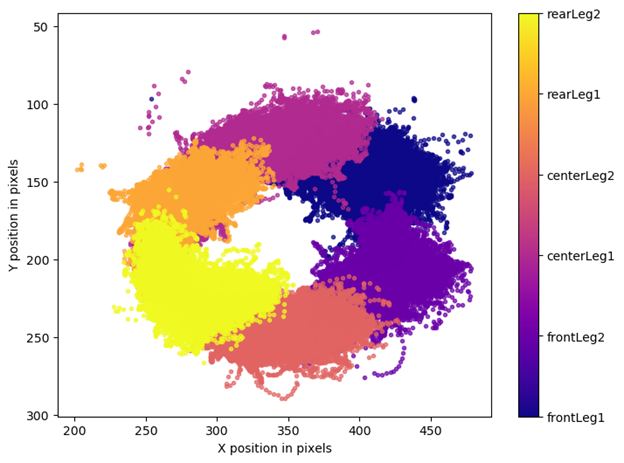 50
100
150
200
250
300
Y position in pixels
200
250
300
350
400
450
X position in pixels
rearLeg2
rearLeg1
centerLeg2
centerLeg1
frontLeg2
frontLeg1